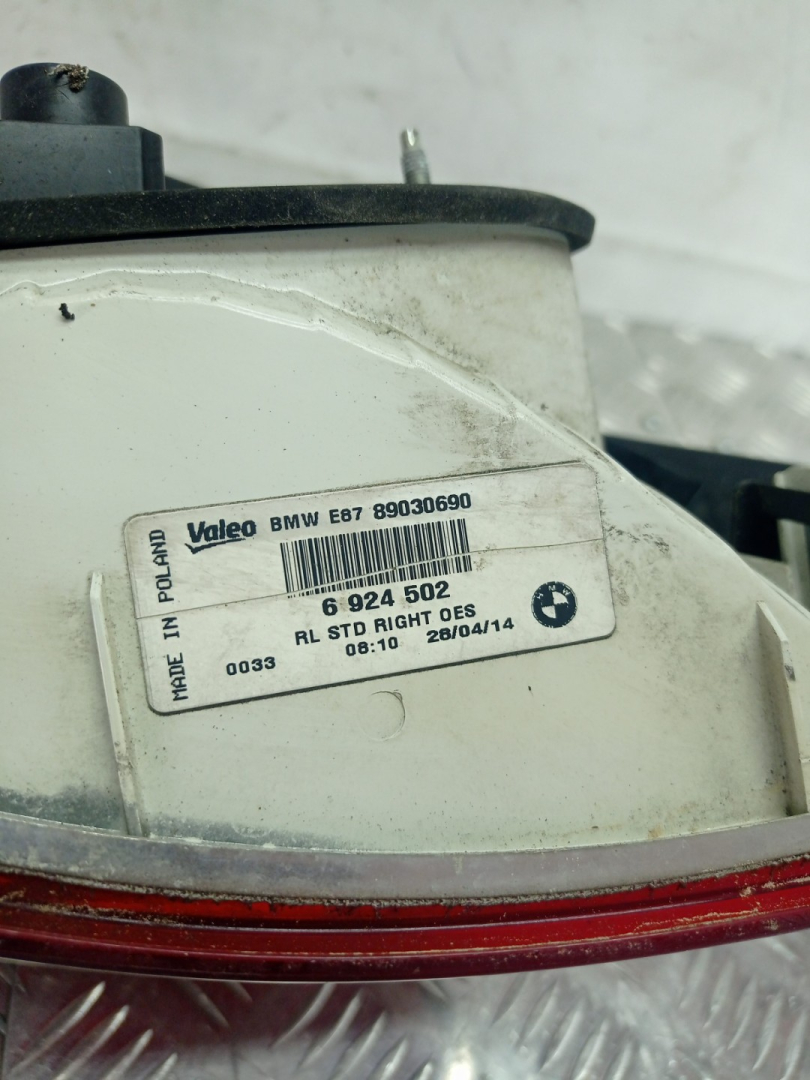 MADE IN POLAND
Valeo BMW E87 89030690
6 924 502
RL STD RIGHT OES
0033 08:10 28/04/14
BMW